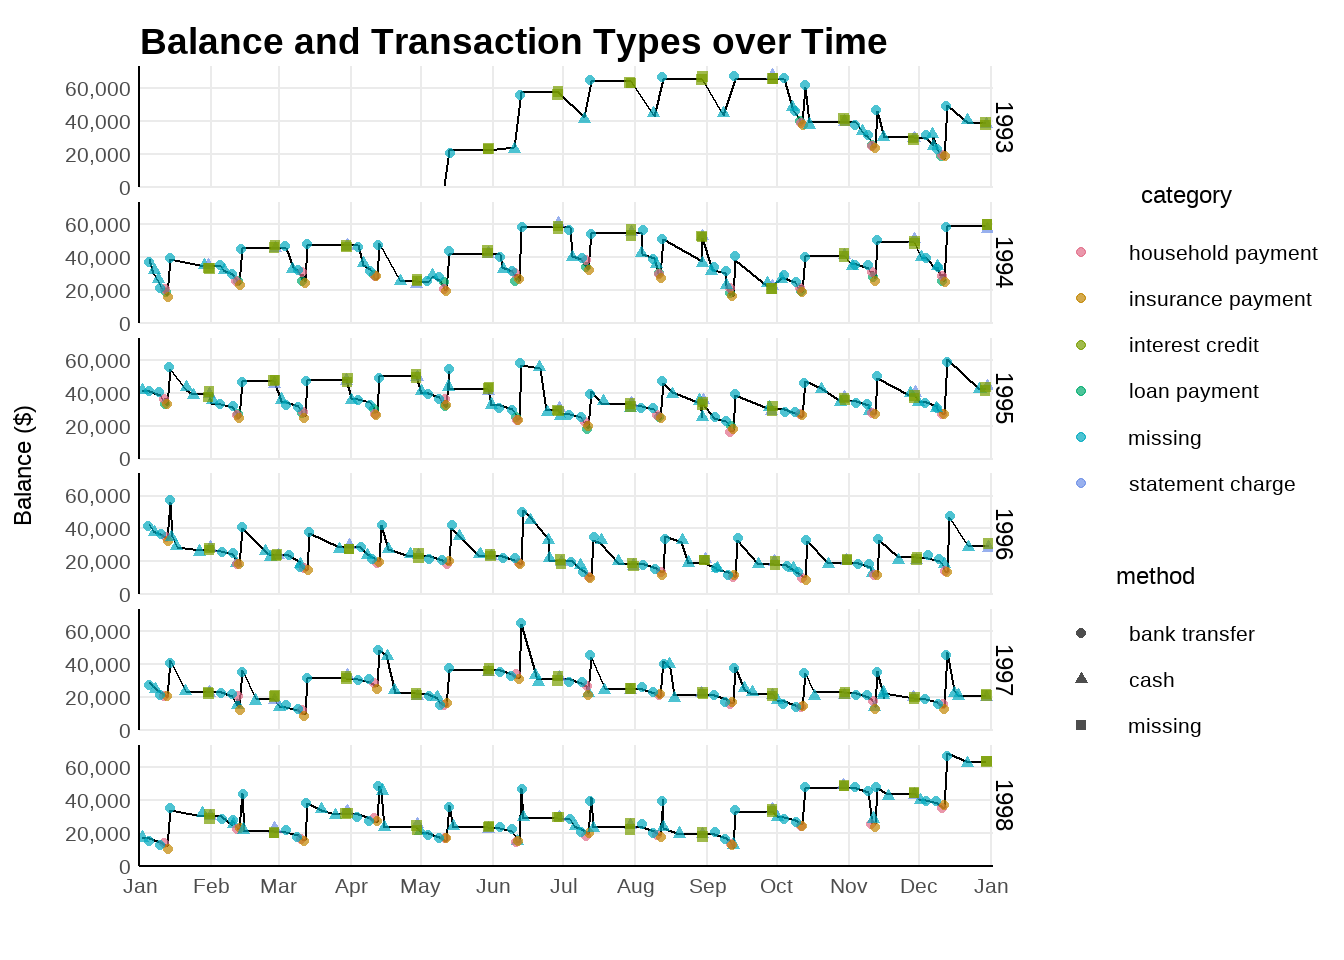 Balance and Transaction Types over Time
Balance ($)
60,000
40,000
20,000
0
1993
60,000
40,000
20,000
0
1994
60,000
40,000
20,000
0
1995
60,000
40,000
20,000
0
1996
60,000
40,000
20,000
0
1997
60,000
40,000
20,000
0
1998
Jan Feb Mar Apr May Jun Jul Aug Sep Oct Nov Dec Jan
category
household payment
insurance payment
interest credit
loan payment
missing
statement charge
method
bank transfer
cash
missing